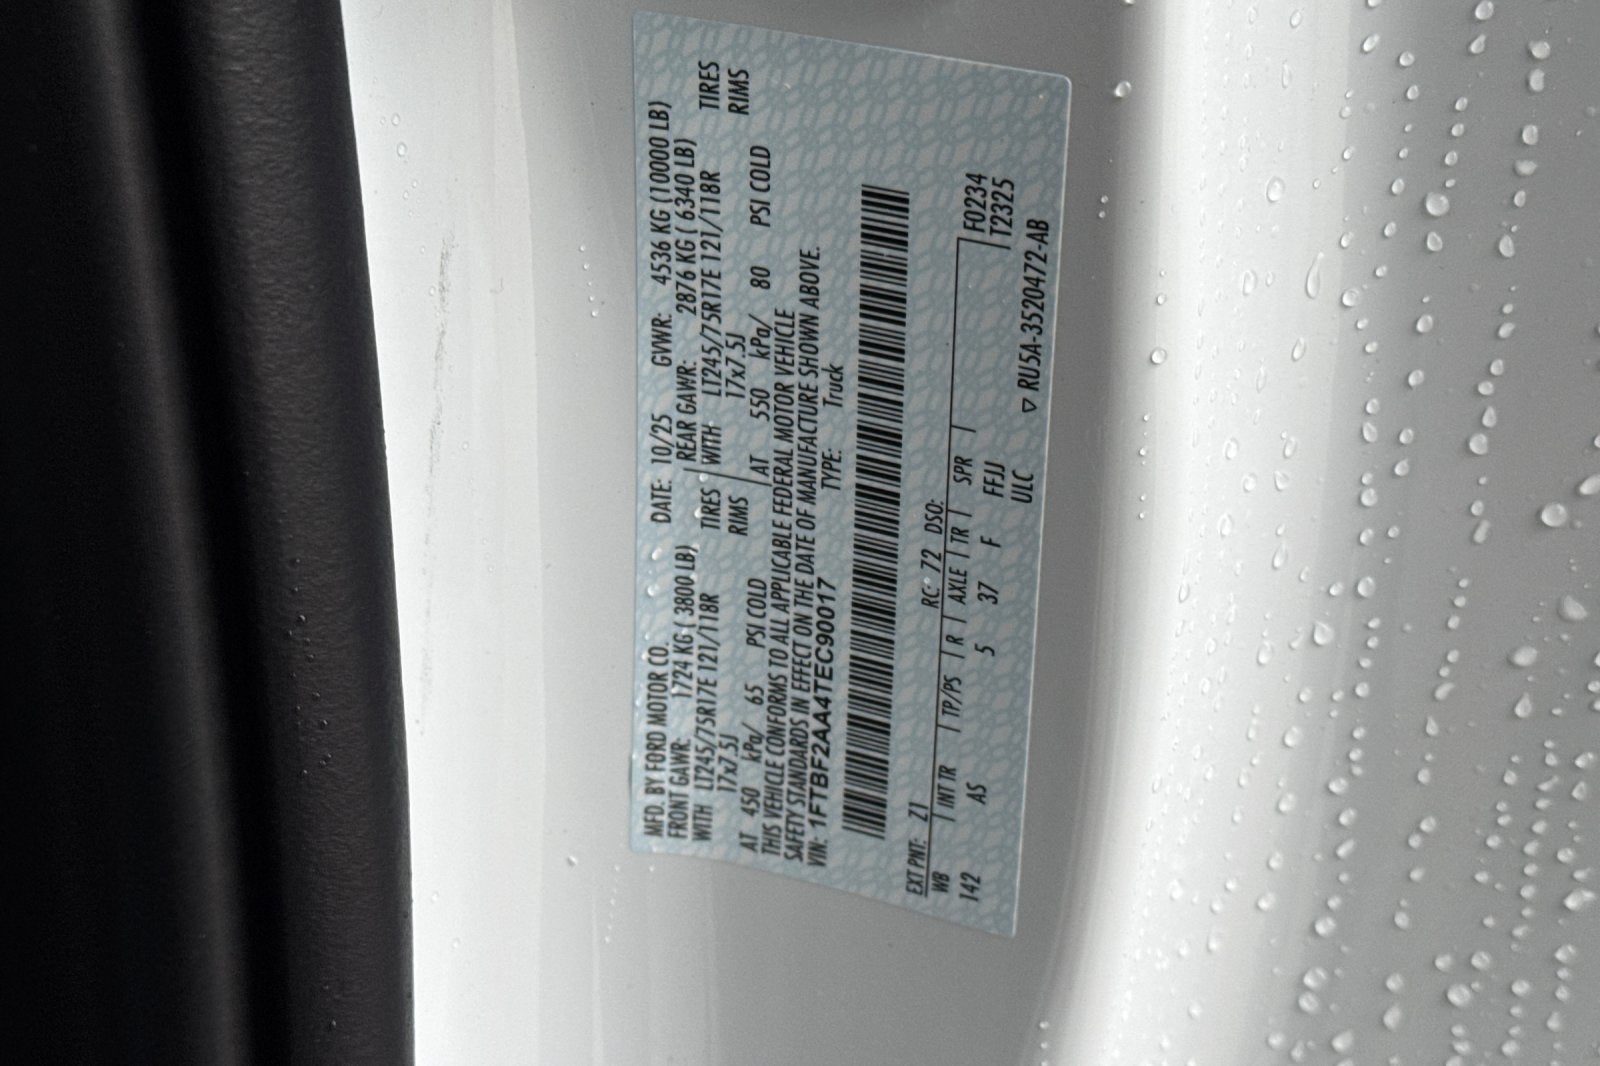 MFD. BY FORD MOTOR CO. DATE: 10/25 GVWR: 4536 KG (10000 LB)
FRONT GAWR: 1724 KG ( 3800 LB) REAR GAWR: 2876 KG ( 6340 LB)
WITH LT245/75R17E 121/118R TIRES WITH LT245/75R17E 121/118R TIRES
17x7.5J RIMS 17x7.5J RIMS
AT 450 kPa/ 65 PSI COLD AT 550 kPa/ 80 PSI COLD
THIS VEHICLE CONFORMS TO ALL APPLICABLE FEDERAL MOTOR VEHICLE
SAFETY STANDARDS IN EFFECT ON THE DATE OF MANUFACTURE SHOWN ABOVE.
VIN: 1FTBF2AA4TEC90017 TYPE: Truck
EXT PNT: Z1 RC: 72 DSO: F0234
WB INT TR TP/PS R AXLE TR SPR T2325
142 AS 5 37 F FFJJ
ULC ▽ RU5A-3520472-AB